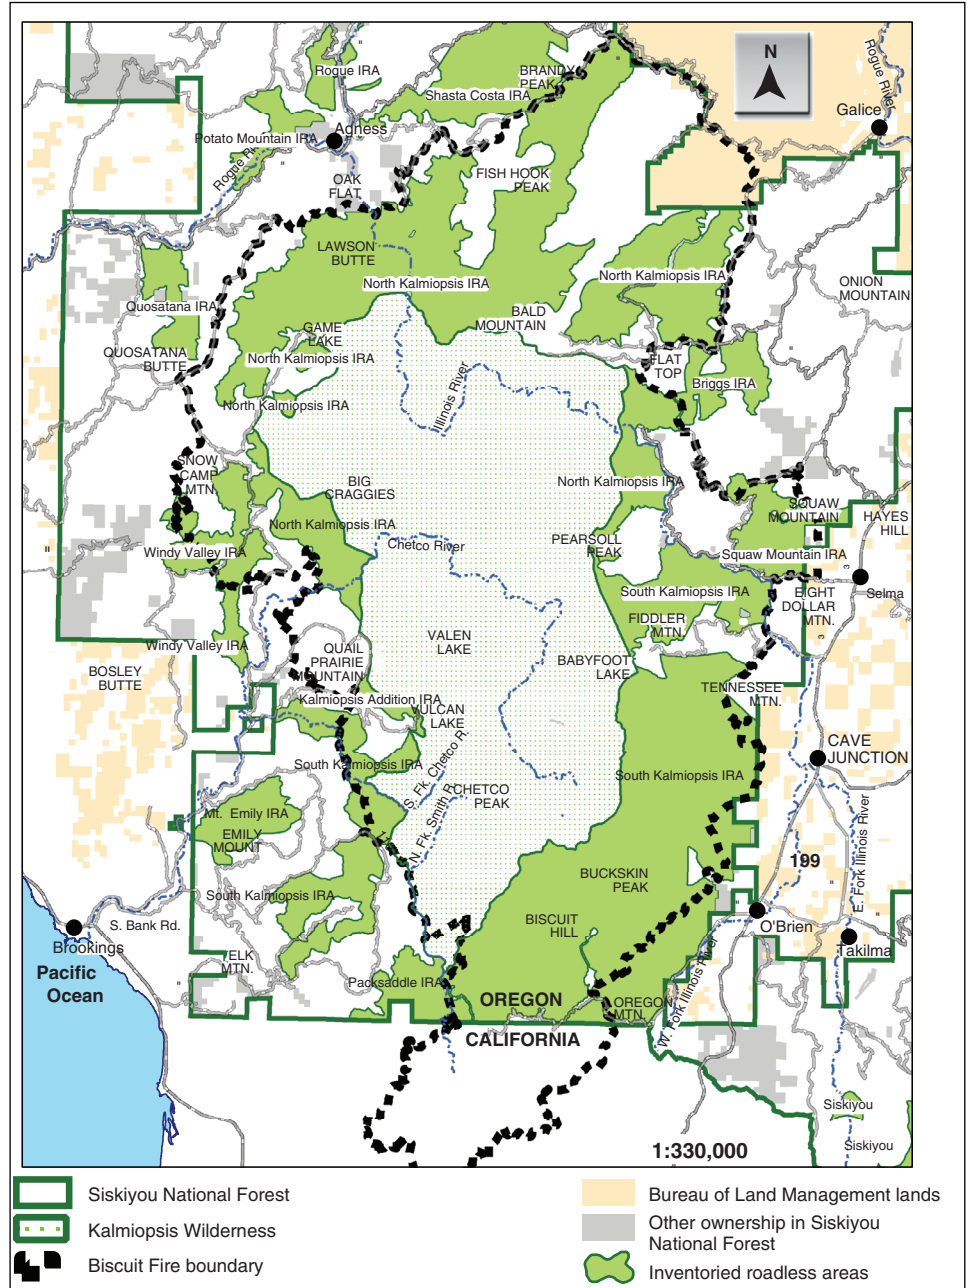 N
Rogue River
Galice
Rogue IRA
BRANDY
PEAK
Shasta Costa IRA
Agness
Potato Mountain IRA
Rogue R.
OAK
FLAT
FISH HOOK
PEAK
LAWSON
BUTTE
North Kalmiopsis IRA
North Kalmiopsis IRA
ONION
MOUNTAIN
Quosatana IRA
BALD
MOUNTAIN
GAME
LAKE
QUOSATANA
BUTTE
North Kalmiopsis IRA
FLAT
TOP
Briggs IRA
Illinois River
North Kalmiopsis IRA
SNOW
CAMP
MTN.
BIG
CRAGGIES
North Kalmiopsis IRA
SQUAW
MOUNTAIN
HAYES
HILL
North Kalmiopsis IRA
Chetco River
PEARSOLL
PEAK
Windy Valley IRA
Squaw Mountain IRA
South Kalmiopsis IRA
EIGHT
DOLLAR
MTN.
Selma
FIDDLER
MTN.
VALEN
LAKE
Windy Valley IRA
QUAIL
PRAIRIE
MOUNTAIN
BABYFOOT
LAKE
BOSLEY
BUTTE
TENNESSEE
MTN.
Kalmiopsis Addition IRA
VULCAN
LAKE
CAVE
JUNCTION
South Kalmiopsis IRA
S. Fk. Chetco R.
South Kalmiopsis IRA
N. Fk. Smith R.
CHETCO
PEAK
Mt. Emily IRA
EMILY
MOUNT
E. Fork Illinois River
199
BUCKSKIN
PEAK
South Kalmiopsis IRA
BISCUIT
HILL
S. Bank Rd.
O'Brien
Brookings
Takilma
ELK
MTN.
Pacific
Ocean
Packsaddle IRA
W. Fork Illinois River
OREGON
OREGON
MTN.
CALIFORNIA
Siskiyou
Siskiyou
1:330,000
Siskiyou National Forest
Kalmiopsis Wilderness
Biscuit Fire boundary
Bureau of Land Management lands
Other ownership in Siskiyou
National Forest
Inventoried roadless areas